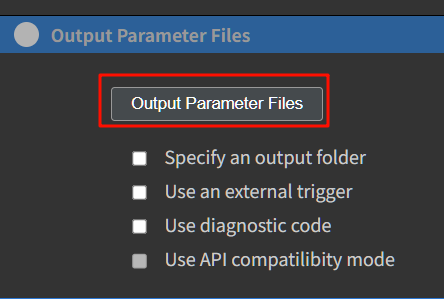 Output Parameter Files
Output Parameter Files
Specify an output folder
Use an external trigger
Use diagnostic code
Use API compatilibity mode